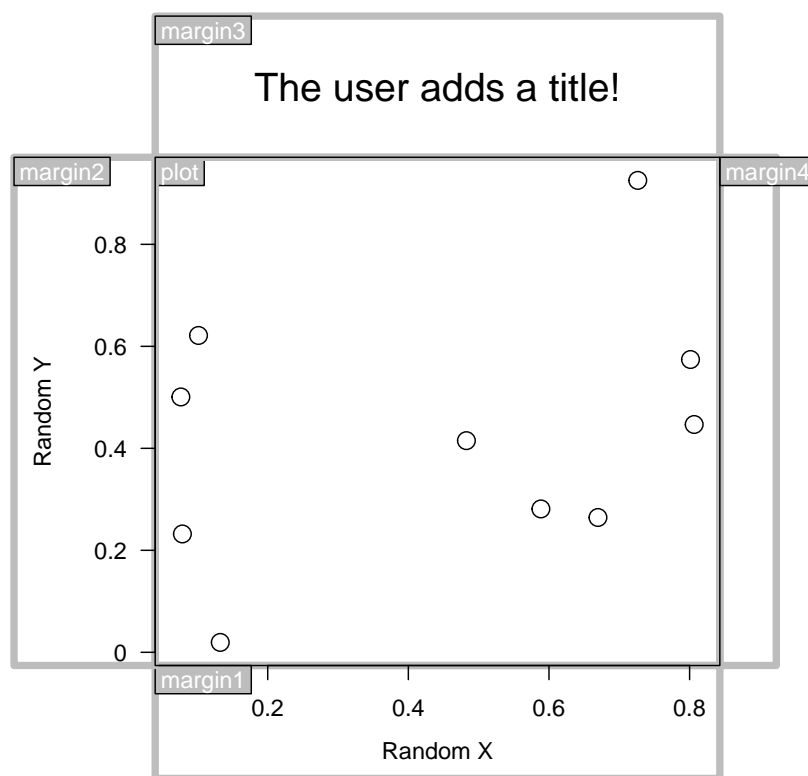 margin3
The user adds a title!
margin2
plot
margin4
0.8
0.6
0.4
0.2
0
Random Y
margin1
0.2 0.4 0.6 0.8
Random X